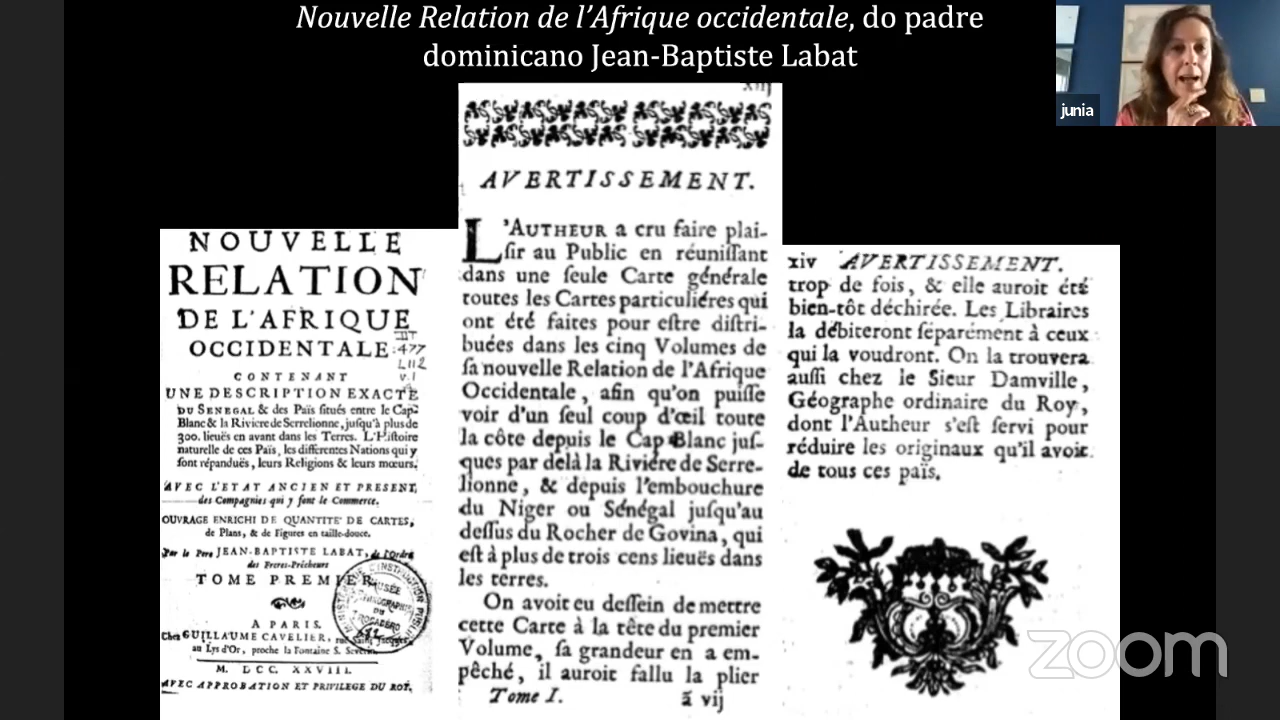 Nouvelle Relation de l’Afrique occidentale, do padre
dominicano Jean-Baptiste Labat
junia
NOUVELLE
RELATION
DE L'AFRIQUE
OCCIDENTALE
CONTENANT
UNE DESCRIPTION EXACTE
DU SENEGAL & des Païs ſitués entre le Cap-
Blanc & la Riviere de Serrelionne, juſqu'à plus de
300. lieuës en avant dans les Terres. L'Hiſtoire
naturelle de ces Païs, les differentes Nations qui y
ſont répanduës, leurs Religions & leurs mœurs.
AVEC L'ETAT ANCIEN ET PRESENT,
des Compagnies qui y font le Commerce.
OUVRAGE ENRICHI DE QUANTITE' DE CARTES,
de Plans, & de Figures en taille-douce.
Par le Pere JEAN-BAPTISTE LABAT, de l'Ordre
des Freres-Prêcheurs
TOME PREMIER.
A PARIS,
Chez GUILLAUME CAVELIER, rue Saint Jacques
au Lys d'Or, proche la Fontaine S. Severin.
M. DCC. XXVIII.
AVEC APPROBATION ET PRIVILEGE DU ROY.
DT
477
L112
v.1
xiij
AVERTISSEMENT.
L'AUTHEUR a cru faire plai-
ſir au Public en réuniſſant
dans une ſeule Carte générale
toutes les Cartes particuliéres qui
ont été faites pour eſtre diſtri-
buées dans les cinq Volumes de
ſa nouvelle Relation de l'Afrique
Occidentale, afin qu'on puiſſe
voir d'un ſeul coup d'œil toute
la côte depuis le Cap Blanc juſ-
ques par delà la Riviére de Serre-
lionne, & depuis l'embouchure
du Niger ou Sénégal juſqu'au
deſſus du Rocher de Govina, qui
eſt à plus de trois cens lieuës dans
les terres.
On avoit eu deſſein de mettre
cette Carte à la tête du premier
Volume, ſa grandeur en a em-
pêché, il auroit fallu la plier
Tome I. ã vij
xiv AVERTISSEMENT.
trop de fois, & elle auroit été
bien-tôt déchirée. Les Libraires
la débiteront ſéparément à ceux
qui la voudront. On la trouvera
auſſi chez le Sieur Damville,
Géographe ordinaire du Roy,
dont l'Autheur s'eſt ſervi pour
réduire les originaux qu'il avoit
de tous ces païs.
zoom